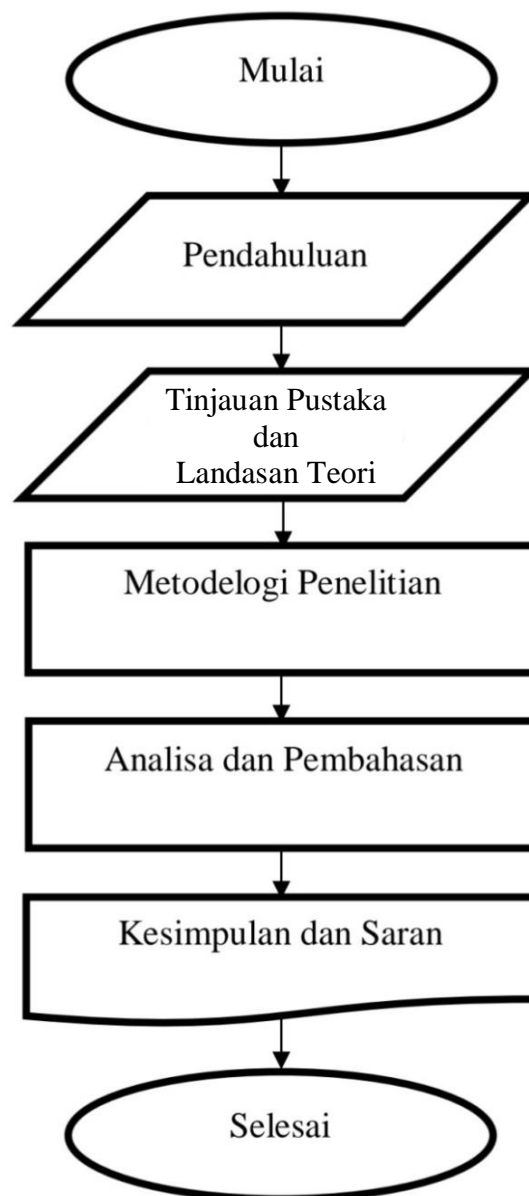 Mulai
Pendahuluan
Tinjauan Pustaka
dan
Landasan Teori
Metodelogi Penelitian
Analisa dan Pembahasan
Kesimpulan dan Saran
Selesai